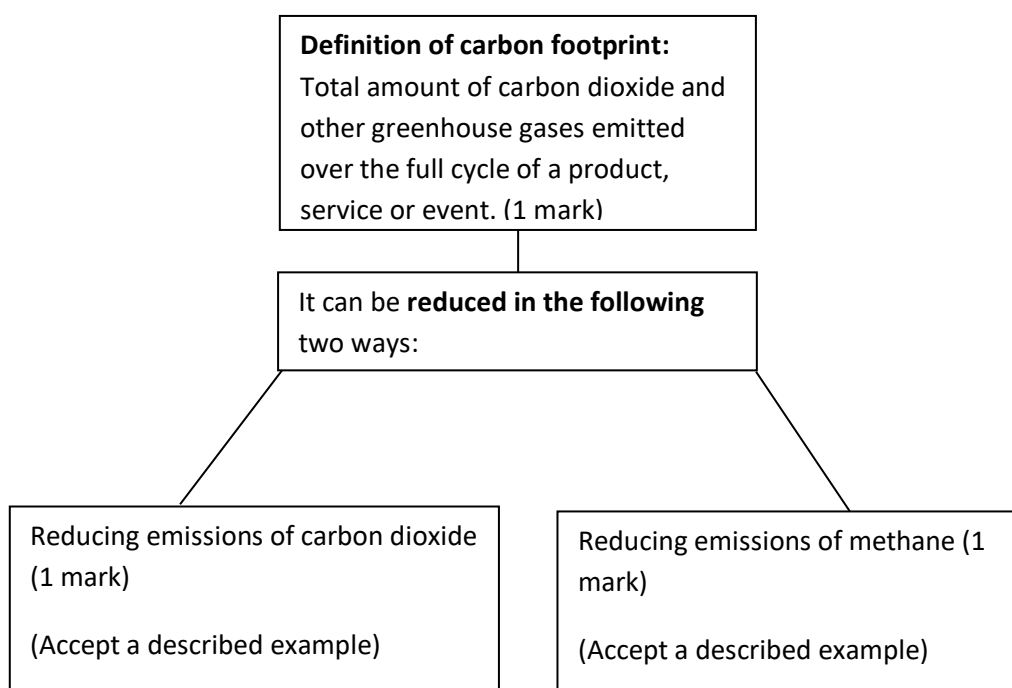 Definition of carbon footprint:
Total amount of carbon dioxide and
other greenhouse gases emitted
over the full cycle of a product,
service or event. (1 mark)
It can be reduced in the following
two ways:
Reducing emissions of carbon dioxide
(1 mark)
(Accept a described example)
Reducing emissions of methane (1
mark)
(Accept a described example)